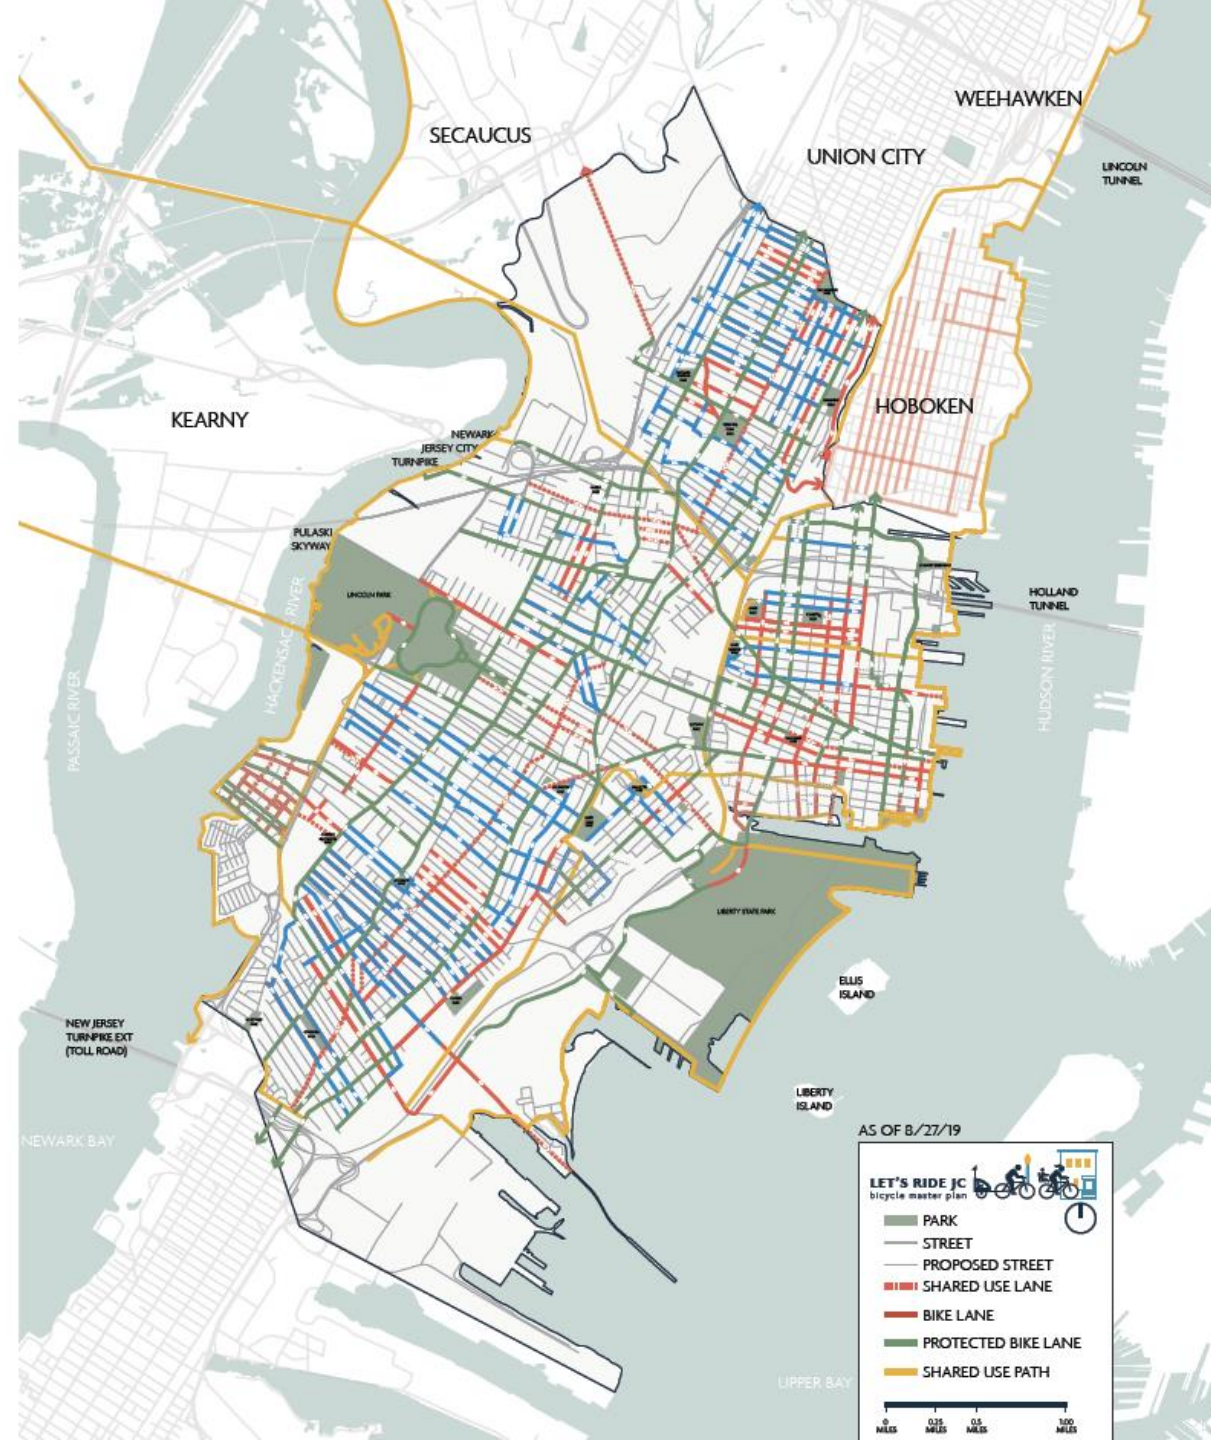 WEEHAWKEN
SECAUCUS
UNION CITY
LINCOLN
TUNNEL
KEARNY
HOBOKEN
NEWARK
JERSEY CITY
TURNPIKE
PULASKI
SKYWAY
LINCOLN PARK
HOLLAND
TUNNEL
HACKENSACK RIVER
PASSAIC RIVER
HUDSON RIVER
LIBERTY STATE PARK
ELLIS
ISLAND
NEW JERSEY
TURNPIKE EXT
(TOLL ROAD)
LIBERTY
ISLAND
NEWARK BAY
UPPER BAY
AS OF 8/27/19
LET'S RIDE JC
bicycle master plan
PARK
STREET
PROPOSED STREET
SHARED USE LANE
BIKE LANE
PROTECTED BIKE LANE
SHARED USE PATH
0 0.25 0.5 1.00
MILES MILES MILES MILES